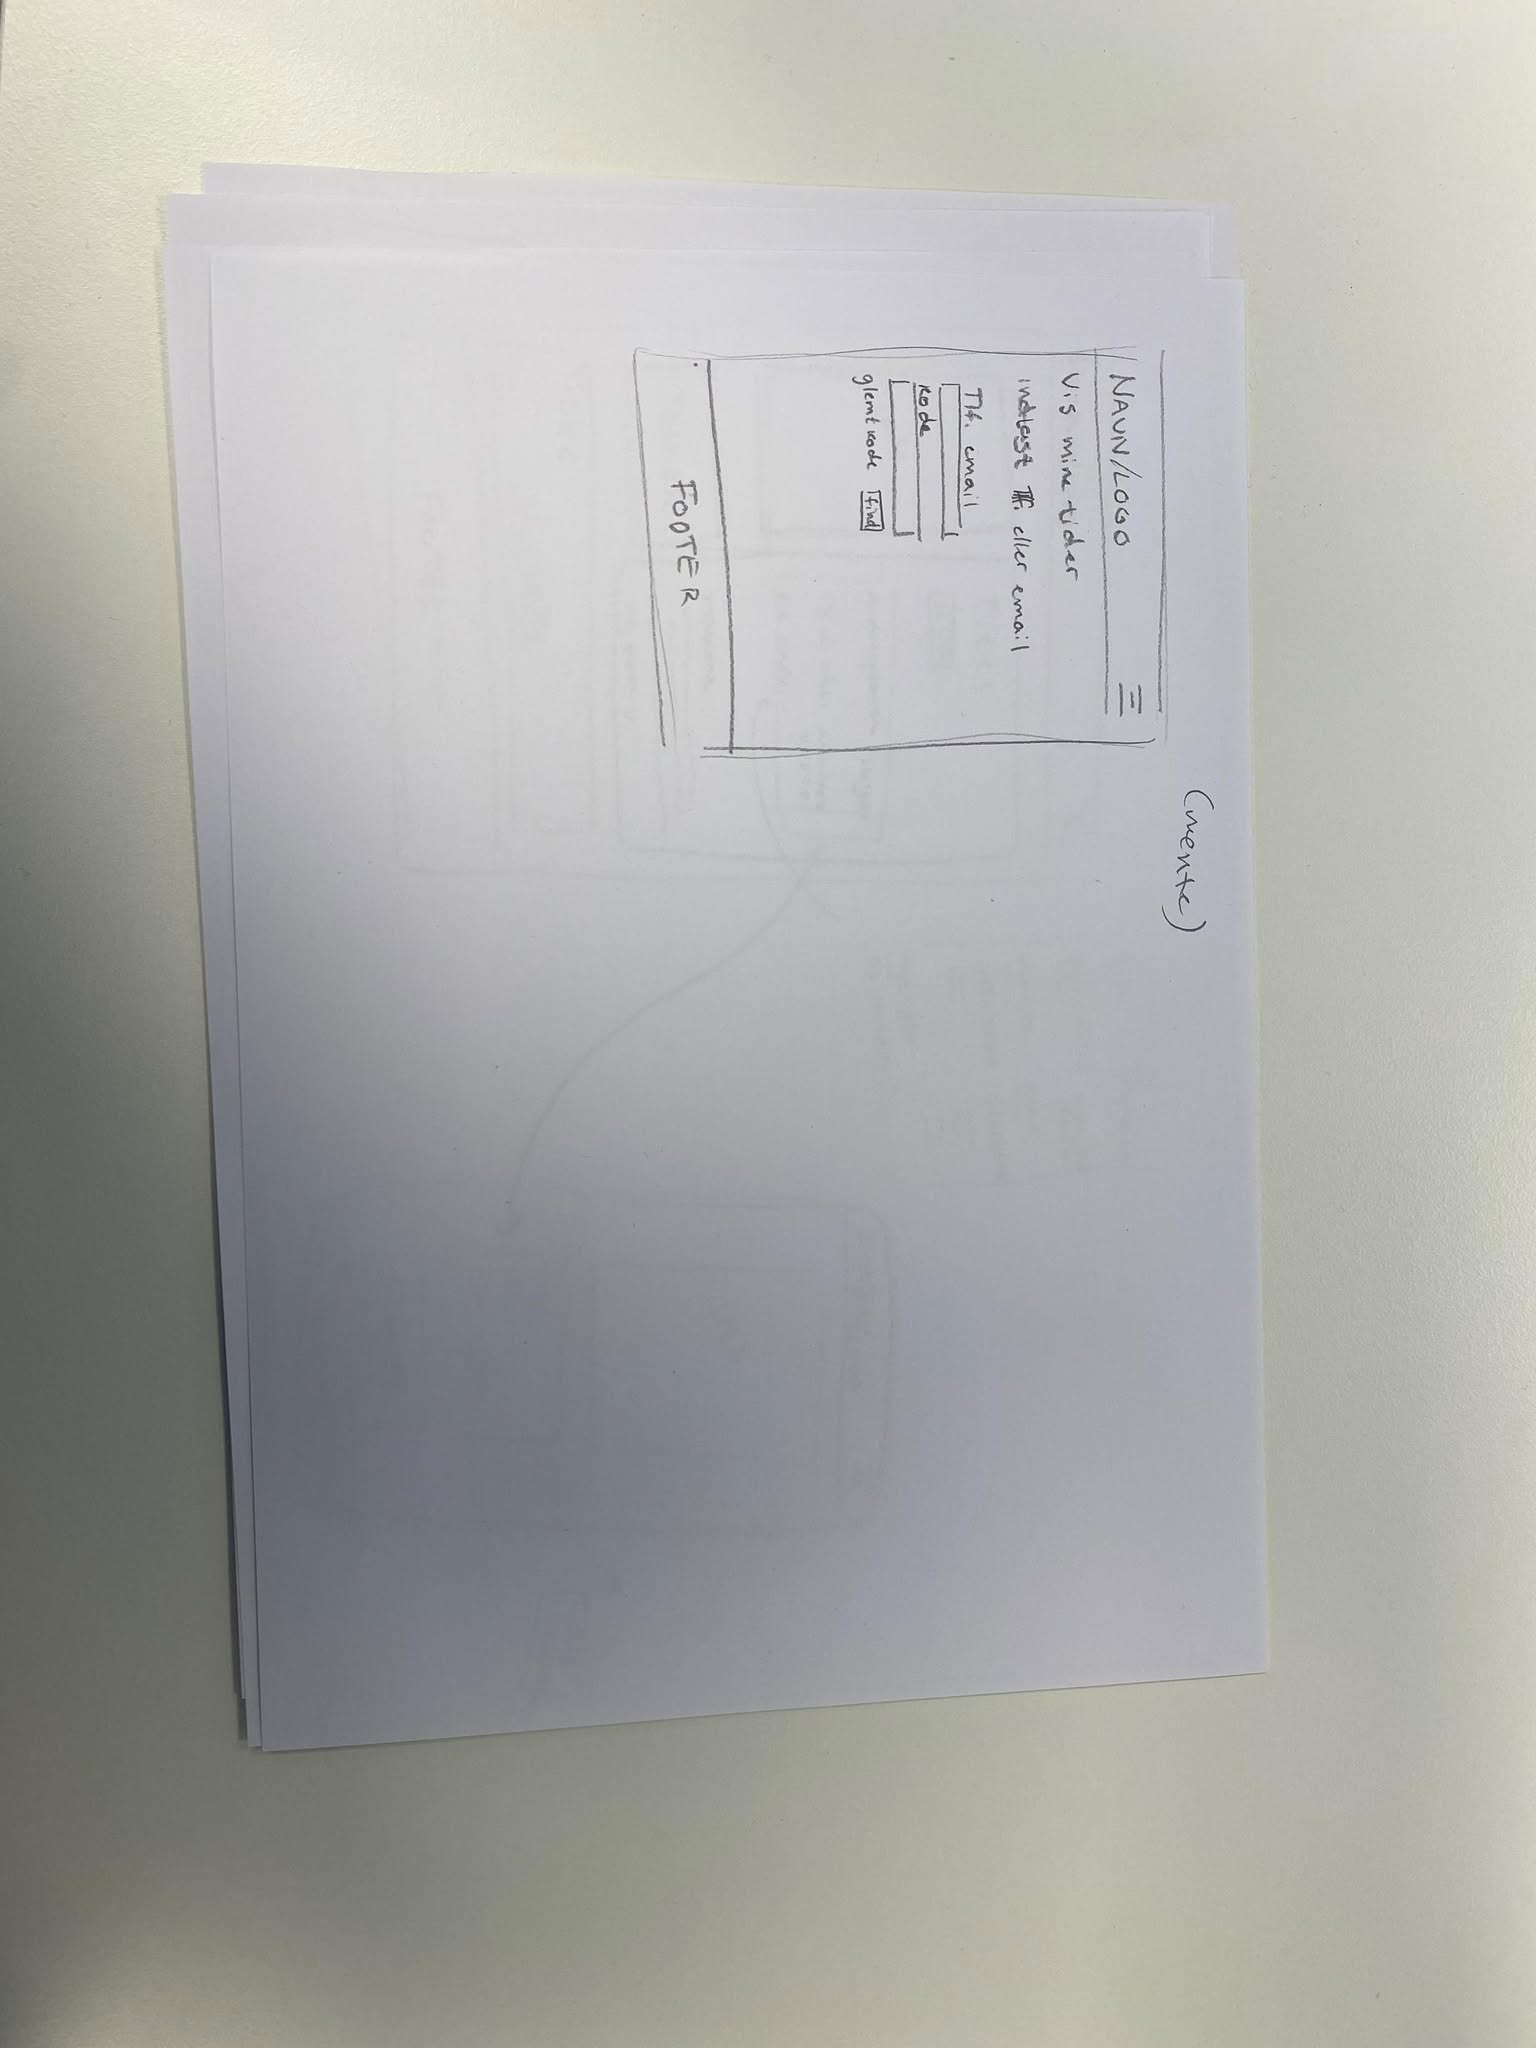 (mente)
NAVN/LOGO
Vis mine tider
indtast Tlf. eller email
Tlf. email
kode
glemt kode find
FOOTER